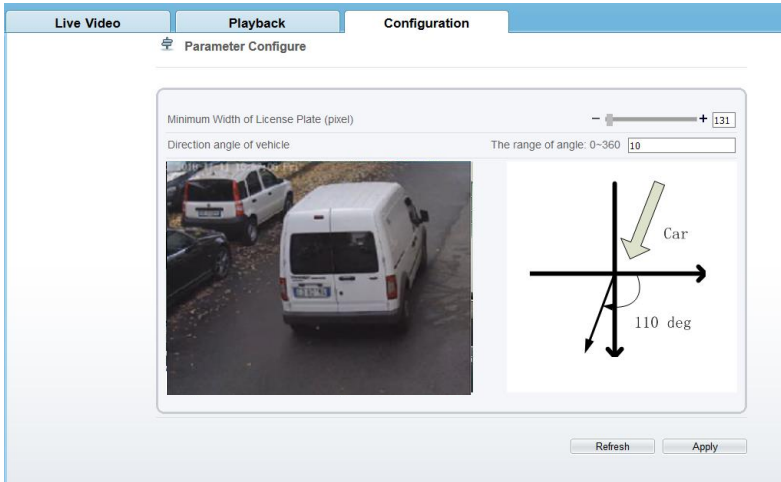 Live Video Playback Configuration
Parameter Configure
Minimum Width of License Plate (pixel) − + 131
Direction angle of vehicle The range of angle: 0~360 10
Car
110 deg
Refresh Apply